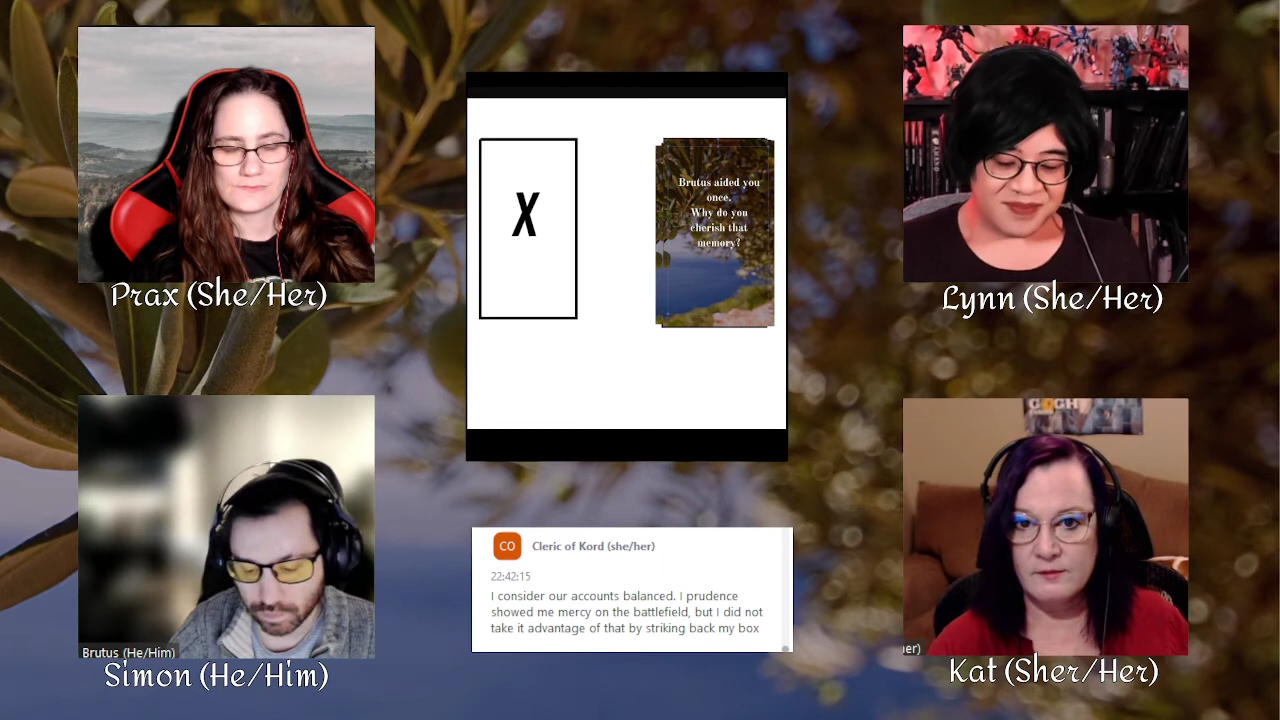 GOGH
X
Brutus aided you
once.
Why do you
cherish that
memory?
Prax (She/Her)
Lynn (She/Her)
CO Cleric of Kord (she/her)
22:42:15
I consider our accounts balanced. I prudence
showed me mercy on the battlefield, but I did not
take it advantage of that by striking back my box
Brutus (He/Him)
Simon (He/Him)
er)
Kat (Sher/Her)